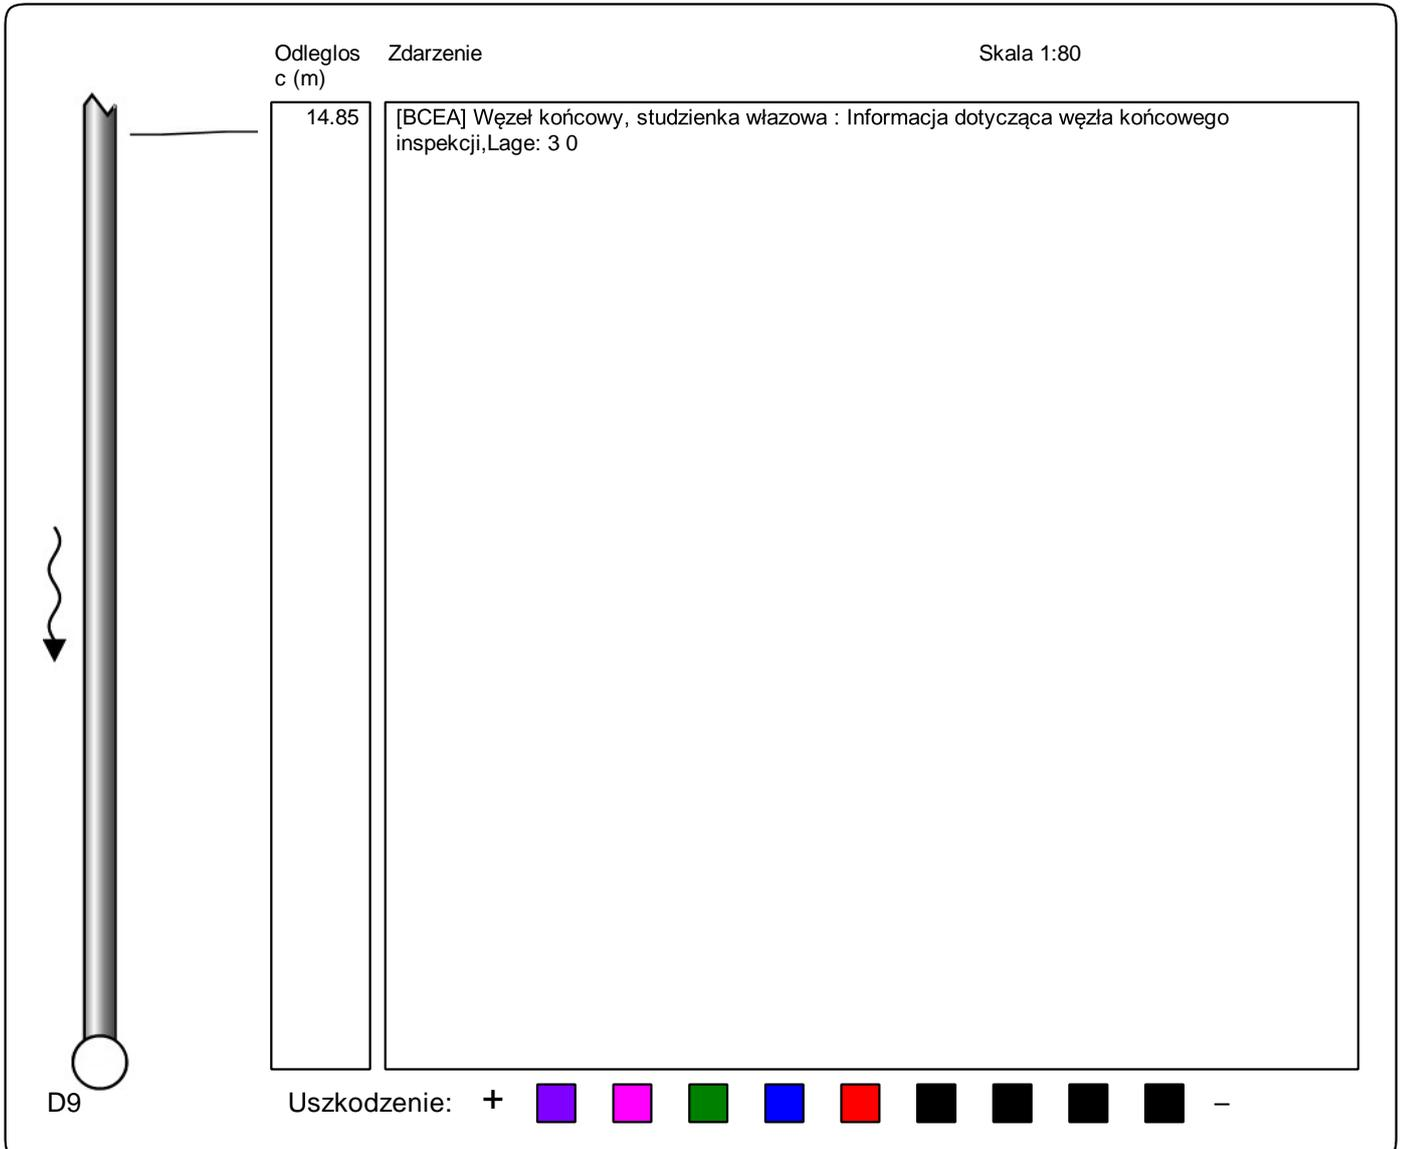 Odleglos Zdarzenie Skala 1:80
c (m)
14.85 [BCEA] Węzeł końcowy, studzienka włazowa : Informacja dotycząca węzła końcowego
inspekcji,Lage: 3 0
D9 Uszkodzenie: + –